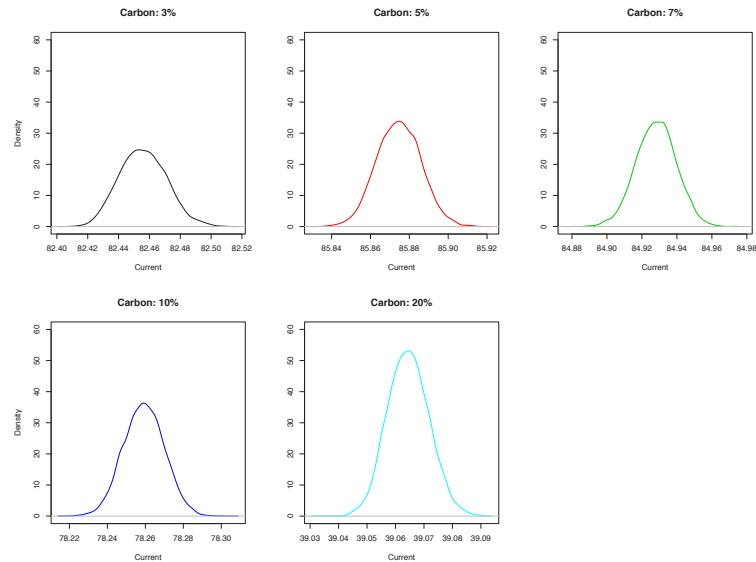 Carbon: 3%
Density
0 10 20 30 40 50 60
82.40 82.42 82.44 82.46 82.48 82.50 82.52
Current
Carbon: 5%
0 10 20 30 40 50 60
85.84 85.86 85.88 85.90 85.92
Current
Carbon: 7%
0 10 20 30 40 50 60
84.88 84.90 84.92 84.94 84.96 84.98
Current
Carbon: 10%
Density
0 10 20 30 40 50 60
78.22 78.24 78.26 78.28 78.30
Current
Carbon: 20%
0 10 20 30 40 50 60
39.03 39.04 39.05 39.06 39.07 39.08 39.09
Current